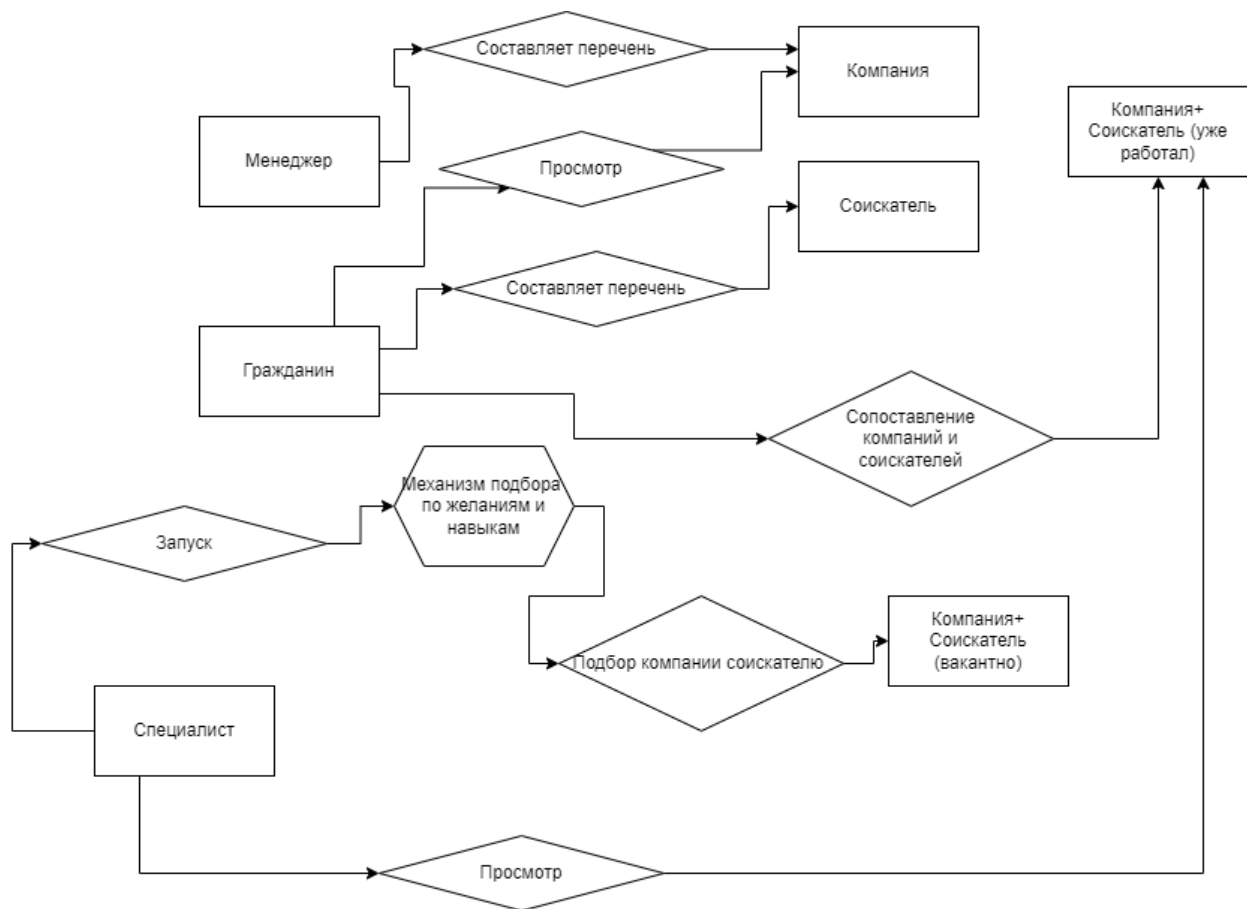 Составляет перечень
Компания
Компания+
Соискатель (уже
работал)
Менеджер
Просмотр
Соискатель
Составляет перечень
Гражданин
Сопоставление
компаний и
соискателей
Механизм подбора
по желаниям и
навыкам
Запуск
Компания+
Соискатель
(вакантно)
Подбор компании соискателю
Специалист
Просмотр